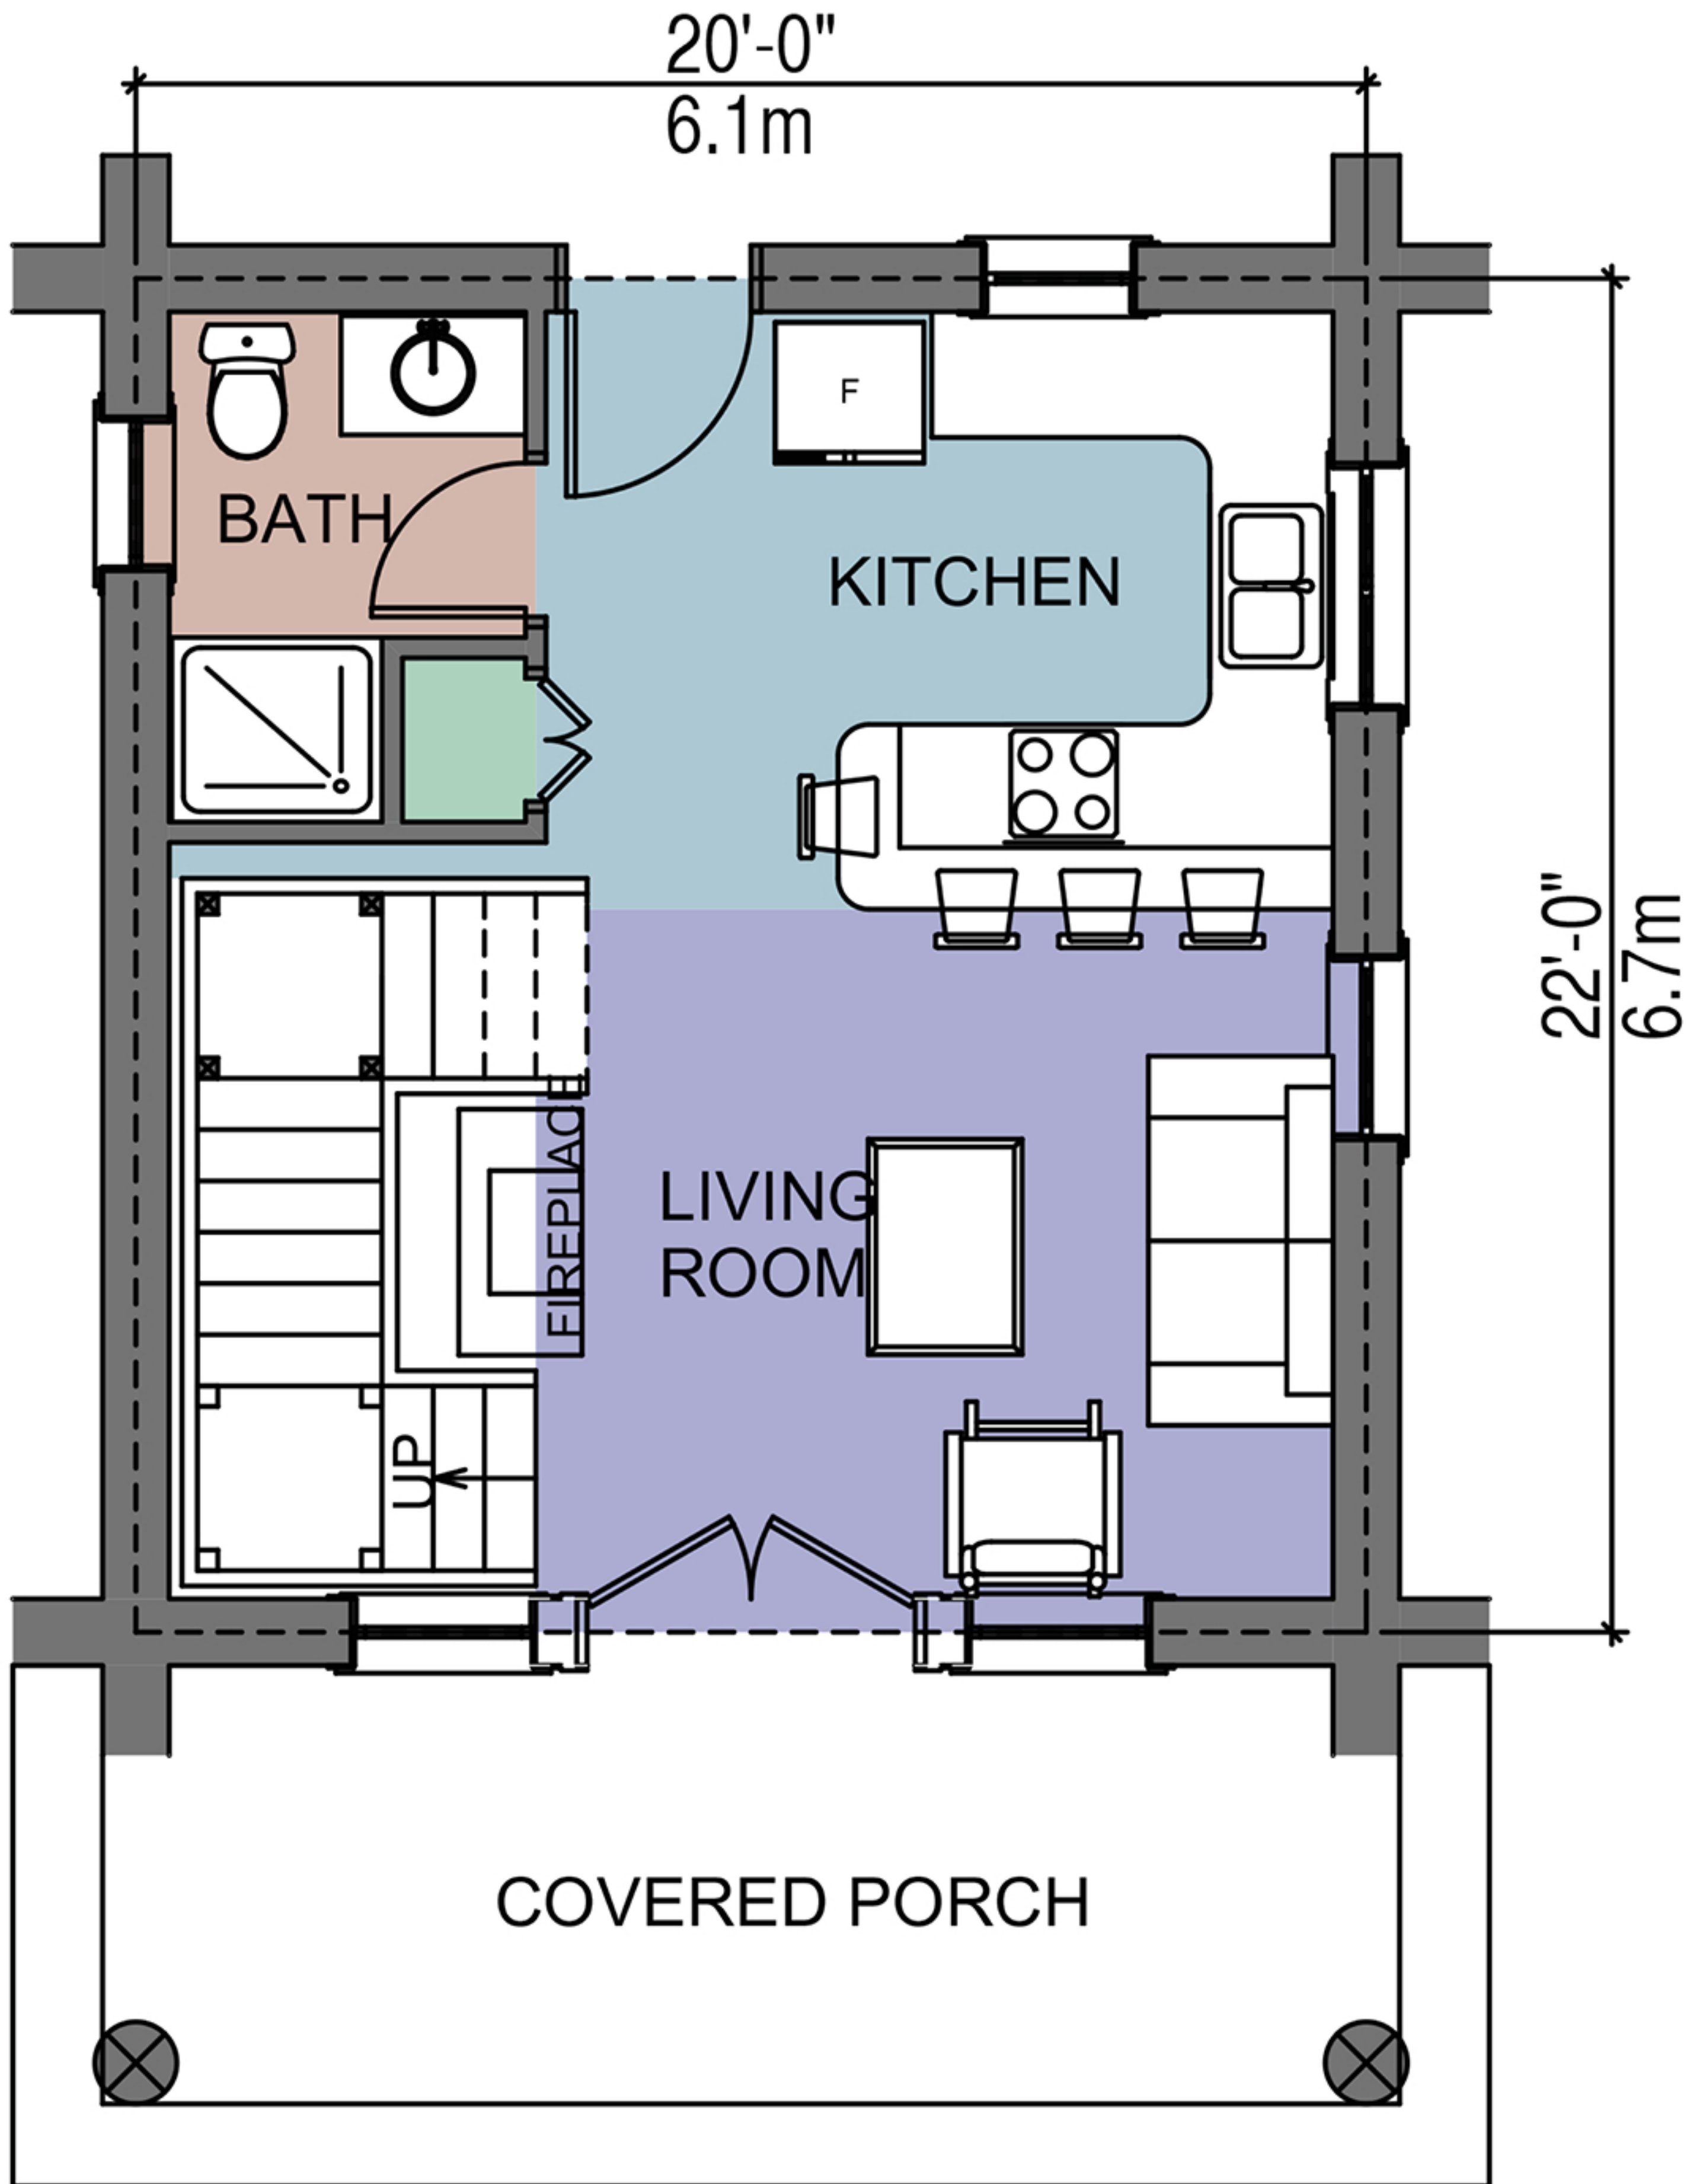 20'-0"
6.1m
F
BATH
KITCHEN
22'-0"
6.7m
FIREPLACE
LIVING
ROOM
UP
COVERED PORCH